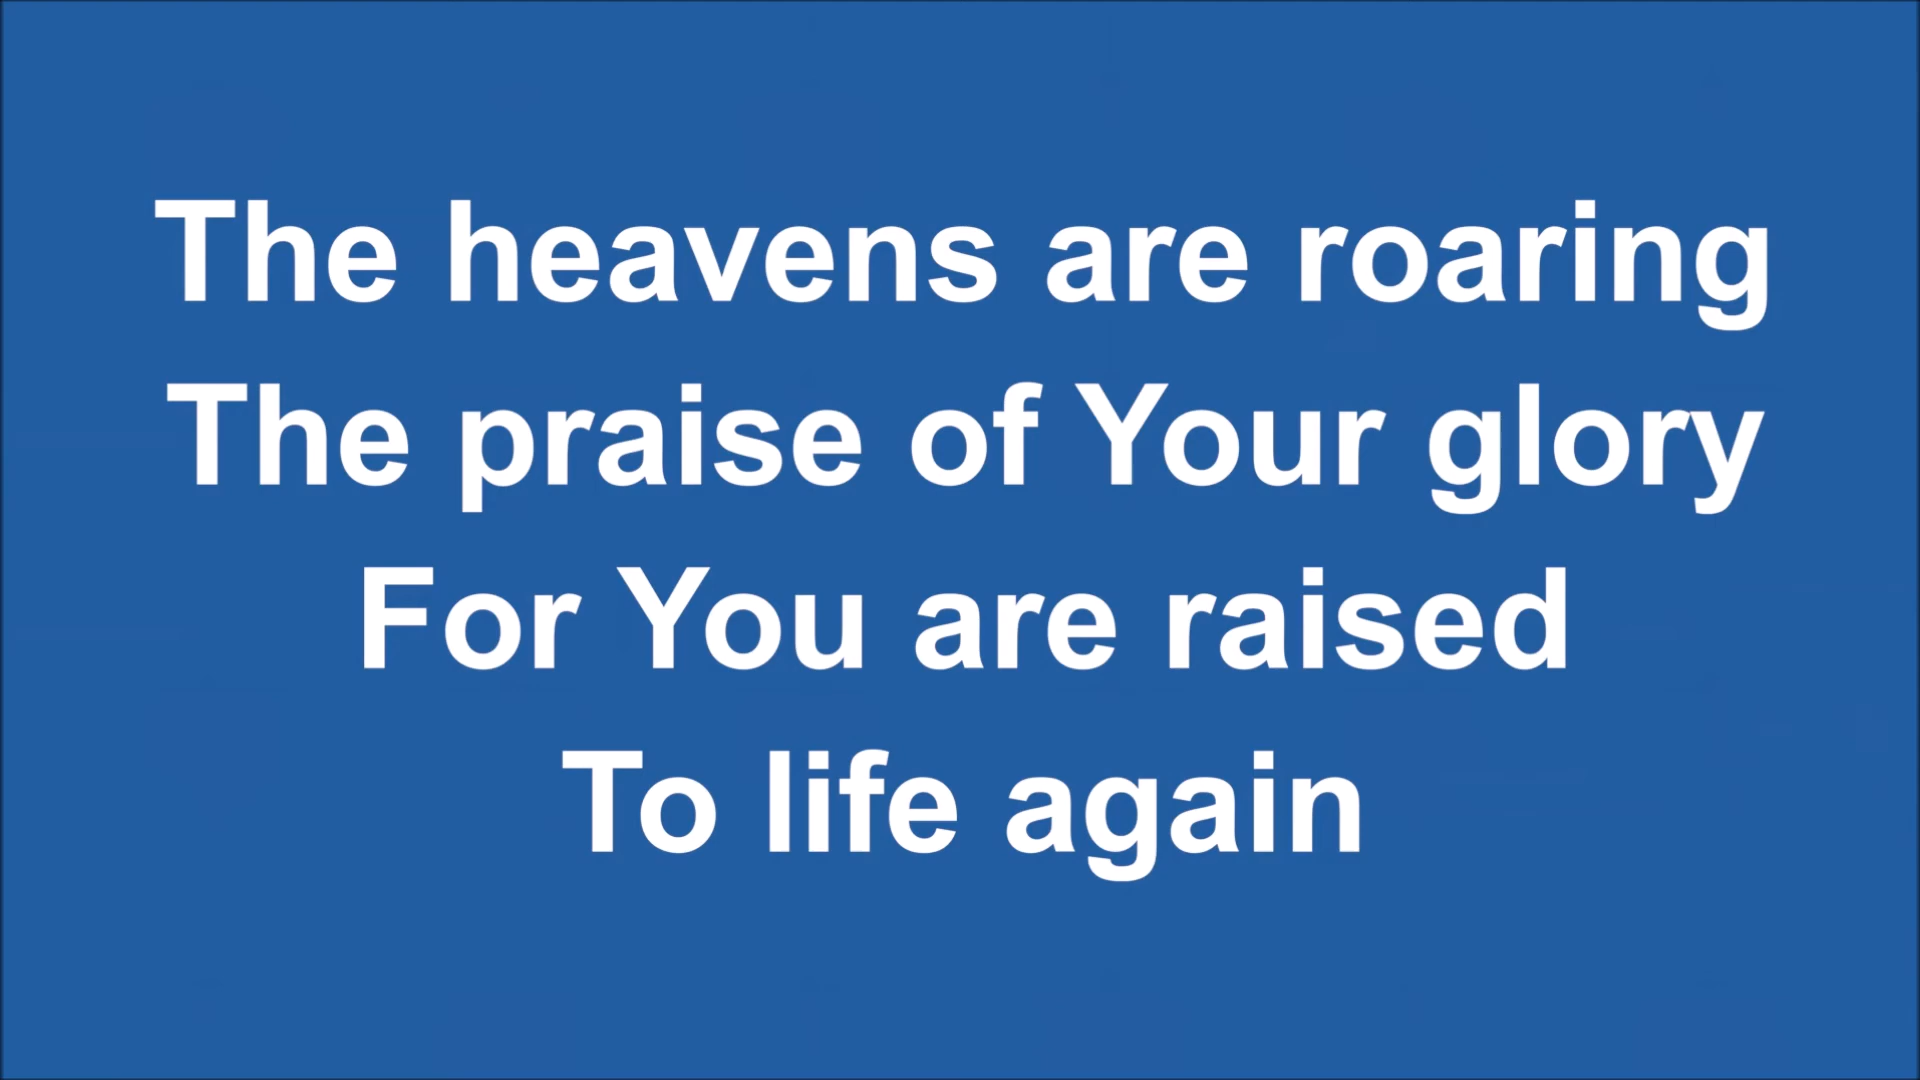 The heavens are roaring
The praise of Your glory
For You are raised
To life again